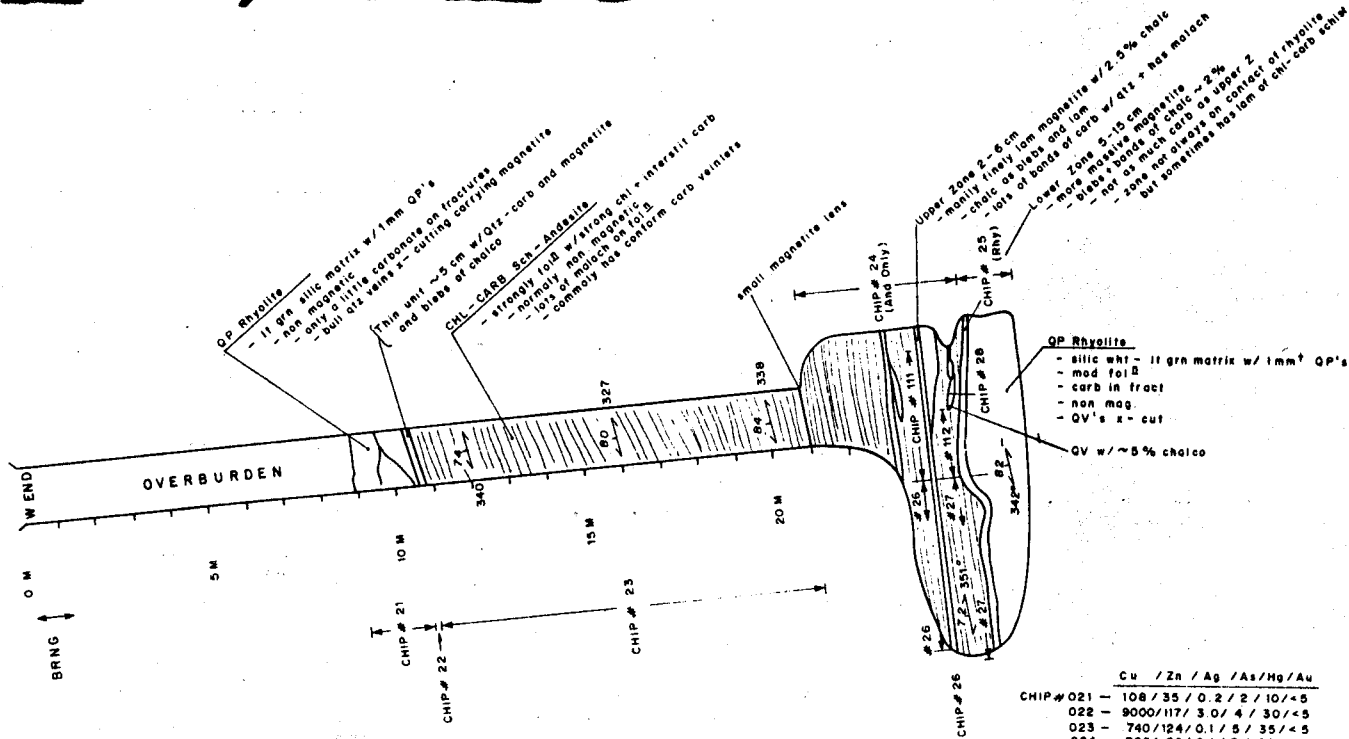 QP Rhyolite
- lt grn silic matrix w/ 1mm QP's
- non magnetic
- only a little carbonate on fractures
- bull qtz veins x-cutting carrying magnetite
Thin unit ~5 cm w/Qtz-carb and magnetite
and blebs of chalco
CHL-CARB Sch-Andesite
- strongly folⁿ w/strong chl + interstit carb
- normaly non magnetic
- lots of malach on folⁿ
- commoly has conform carb veinlets
small magnetite lens
Upper Zone 2-6 cm
- manily finely lam magnetite w/2.5% chalc
- chalc as blebs and lam
- lots of bands of carb w/qtz + has malach
Lower Zone 5-15 cm
- more massive magnetite
- blebs + bands of chalc ~2%
- not as much carb as upper Z
- zone not always on contact of rhyolite
but sometimes has lam of chl-carb schist
CHIP # 24
(And Only)
CHIP # 25
(Rhy)
QP Rhyolite
- silic wht - lt grn matrix w/ 1mm⁺ QP's
- mod folⁿ
- carb in fract
- non mag.
- QV's x-cut
QV w/ ~5% chalco
W END
OVERBURDEN
74
340
80
327
84
338
CHIP # 111
# 112
CHIP # 28
# 26
# 27
82
342°
72
351°
# 27
# 26
CHIP # 26
0 M
5 M
10 M
15 M
20 M
BRNG
CHIP # 21
CHIP # 22
CHIP # 23
Cu / Zn / Ag / As/Hg/Au
CHIP # 021 - 108 / 35 / 0.2 / 2 / 10/<5
022 - 9000/117/ 3.0/ 4 / 30/<5
023 - 740/124/0.1/ 5 / 35/<5